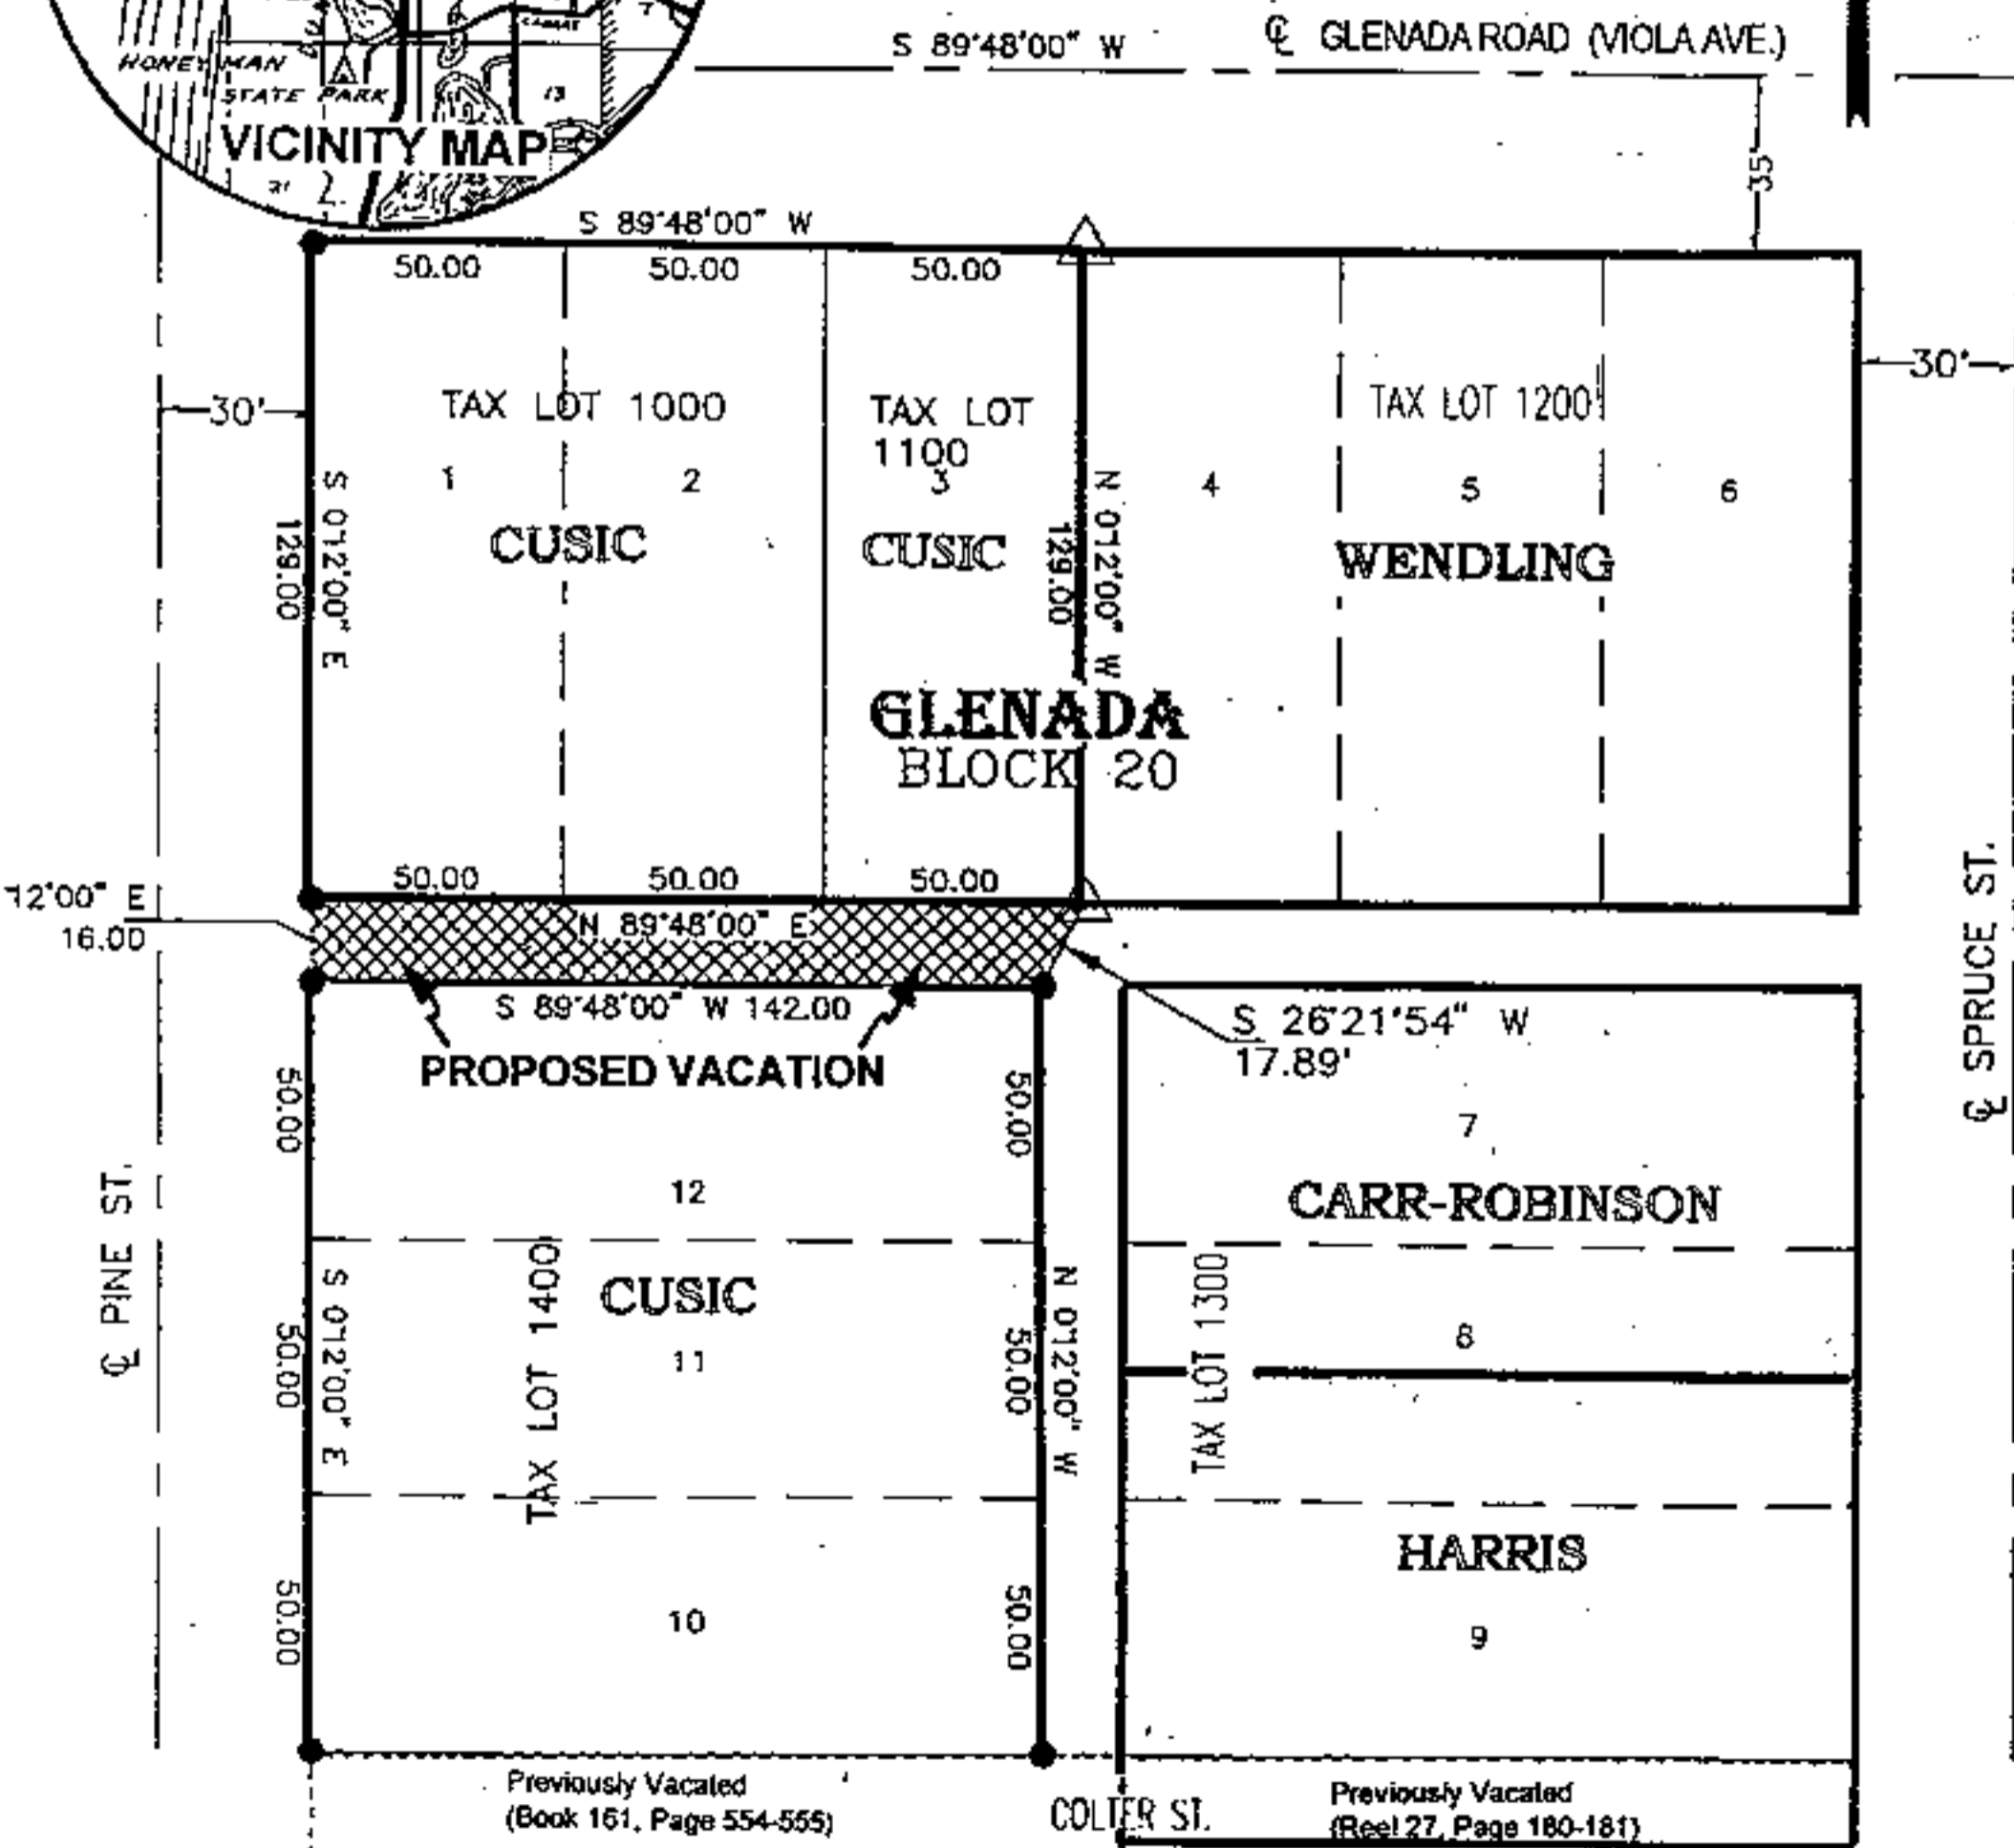 HONEYMAN
STATE PARK
13
VICINITY MAP
S 89°48'00" W
℄ GLENADA ROAD (VIOLA AVE.)
35'
S 89°48'00" W
50.00 50.00 50.00
30'
30'
TAX LOT 1000
TAX LOT
1100
TAX LOT 1200
1 2 3 4 5 6
CUSIC
CUSIC
WENDLING
S 0°12'00" E
129.00
N 0°12'00" W
129.00
GLENADA
BLOCK 20
50.00 50.00 50.00
12'00" E
16.00
N 89°48'00" E
S 89°48'00" W 142.00
PROPOSED VACATION
S 26°21'54" W
17.89'
℄ SPRUCE ST.
℄ PINE ST.
50.00
50.00
7
12
CARR-ROBINSON
S 0°12'00" E
50.00
TAX LOT 1400
CUSIC
11
50.00
N 0°12'00" W
TAX LOT 1300
8
HARRIS
50.00
10
50.00
9
Previously Vacated
(Book 161, Page 554-555)
COLTER ST.
Previously Vacated
(Reel 27, Page 180-181)